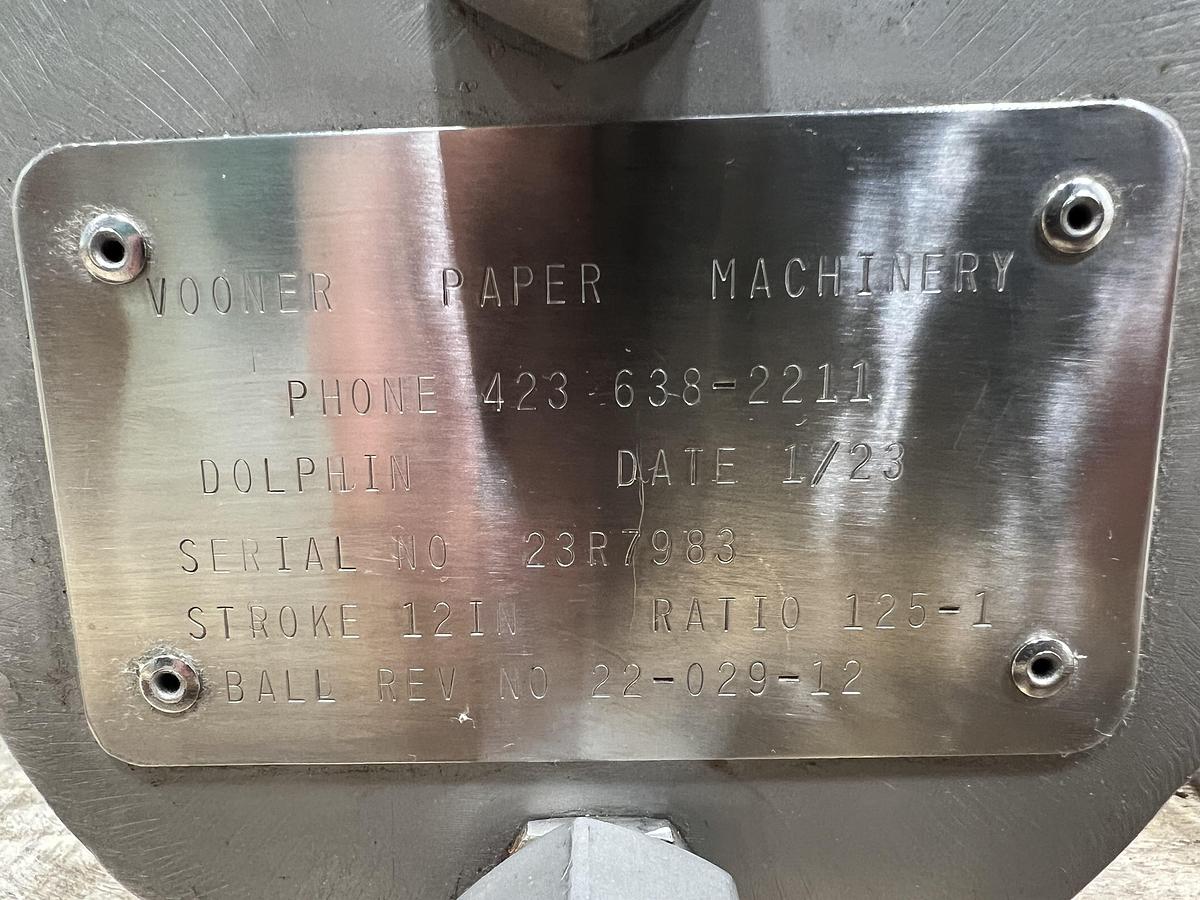 VOONER PAPER MACHINERY
PHONE 423 638-2211
DOLPHIN DATE 1/23
SERIAL NO 23R7983
STROKE 12IN RATIO 125-1
BALL REV NO 22-029-12